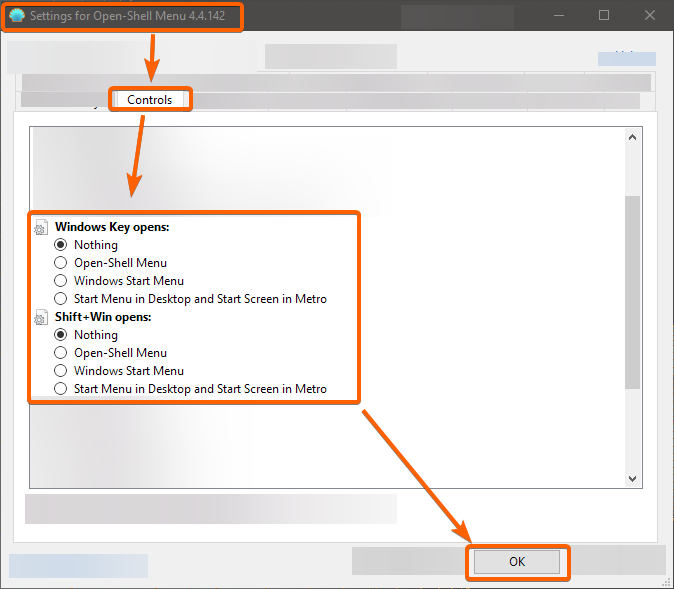 Settings for Open-Shell Menu 4.4.142
Controls
Windows Key opens:
Nothing
Open-Shell Menu
Windows Start Menu
Start Menu in Desktop and Start Screen in Metro
Shift+Win opens:
Nothing
Open-Shell Menu
Windows Start Menu
Start Menu in Desktop and Start Screen in Metro
OK